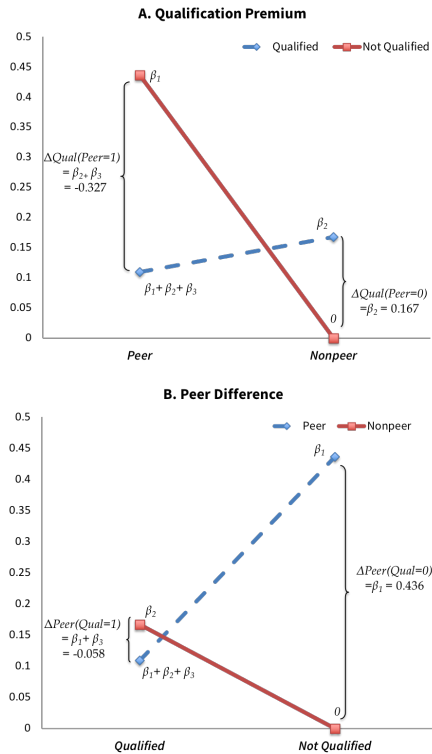 A. Qualification Premium
Qualified Not Qualified
0.5
0.45
0.4
0.35
0.3
0.25
0.2
0.15
0.1
0.05
0
β1
ΔQual(Peer=1)
= β2+ β3
= -0.327
β2
β1+ β2 + β3
ΔQual(Peer=0)
=β2 = 0.167
0
Peer Nonpeer
B. Peer Difference
Peer Nonpeer
0.5
0.45
0.4
0.35
0.3
0.25
0.2
0.15
0.1
0.05
0
β1
ΔPeer(Qual=0)
=β1 = 0.436
β2
ΔPeer(Qual=1)
= β1+ β3
= -0.058
β1+ β2 + β3
0
Qualified Not Qualified